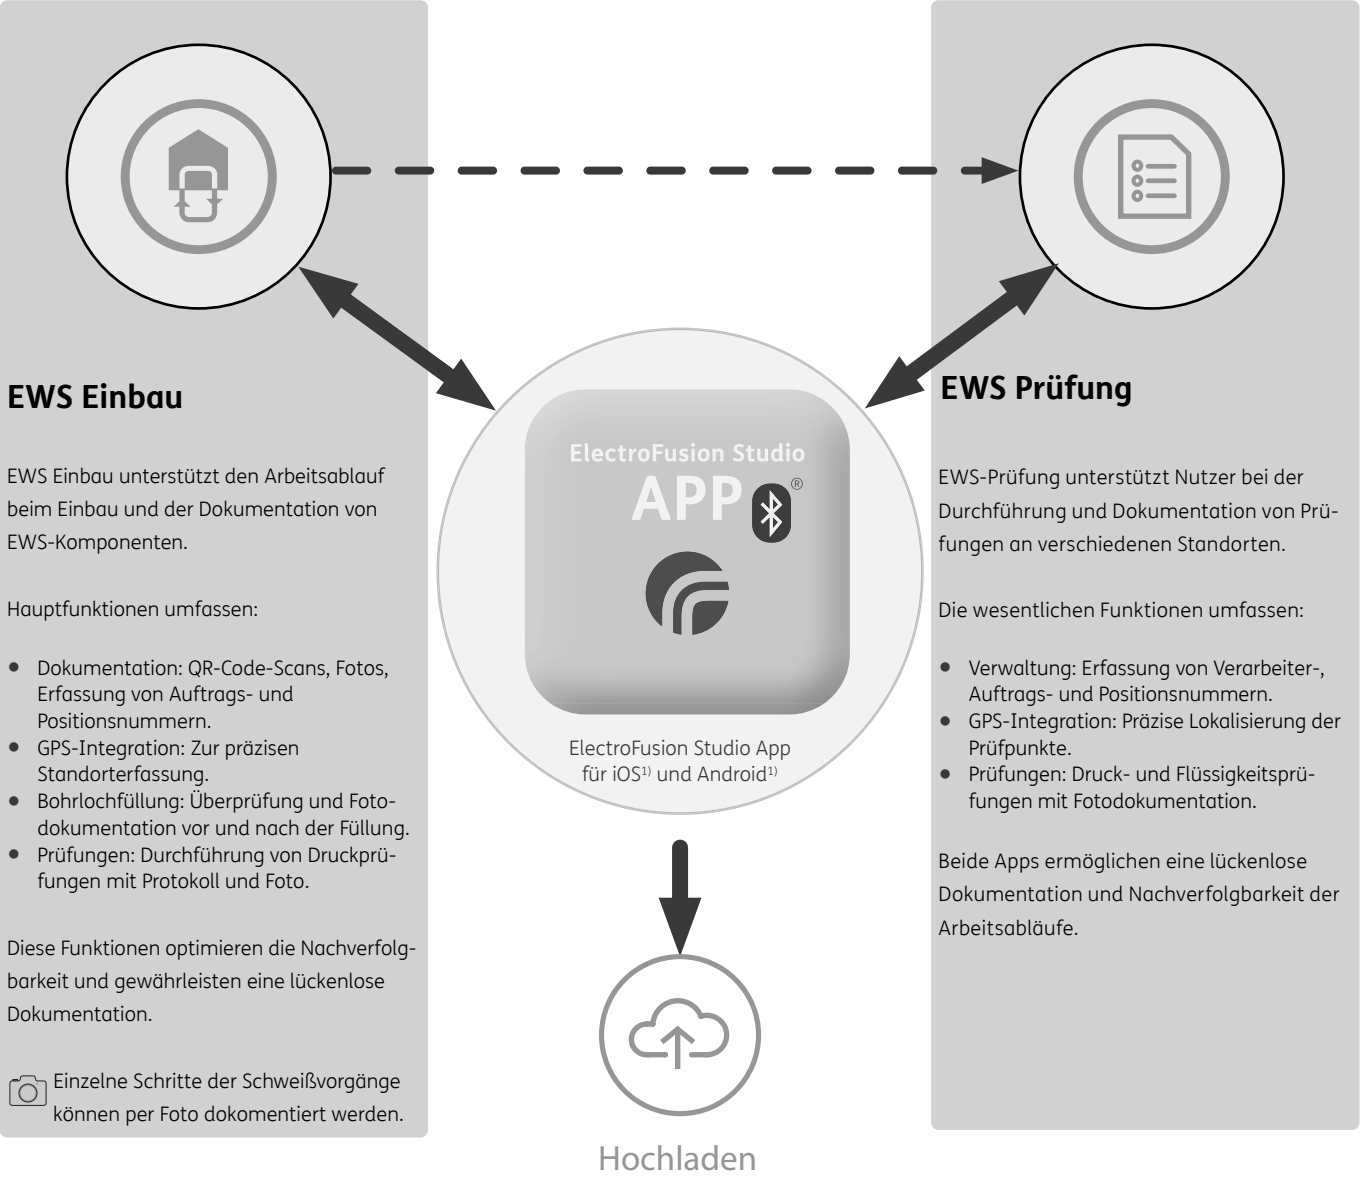 EWS Einbau
EWS Einbau unterstützt den Arbeitsablauf
beim Einbau und der Dokumentation von
EWS-Komponenten.
Hauptfunktionen umfassen:
• Dokumentation: QR-Code-Scans, Fotos,
Erfassung von Auftrags- und
Positionsnummern.
• GPS-Integration: Zur präzisen
Standorterfassung.
• Bohrlochfüllung: Überprüfung und Foto-
dokumentation vor und nach der Füllung.
• Prüfungen: Durchführung von Druckprü-
fungen mit Protokoll und Foto.
Diese Funktionen optimieren die Nachverfolg-
barkeit und gewährleisten eine lückenlose
Dokumentation.
Einzelne Schritte der Schweißvorgänge
können per Foto dokomentiert werden.
ElectroFusion Studio
APP ®
ElectroFusion Studio App
für iOS¹⁾ und Android¹⁾
Hochladen
EWS Prüfung
EWS-Prüfung unterstützt Nutzer bei der
Durchführung und Dokumentation von Prü-
fungen an verschiedenen Standorten.
Die wesentlichen Funktionen umfassen:
• Verwaltung: Erfassung von Verarbeiter-,
Auftrags- und Positionsnummern.
• GPS-Integration: Präzise Lokalisierung der
Prüfpunkte.
• Prüfungen: Druck- und Flüssigkeitsprü-
fungen mit Fotodokumentation.
Beide Apps ermöglichen eine lückenlose
Dokumentation und Nachverfolgbarkeit der
Arbeitsabläufe.